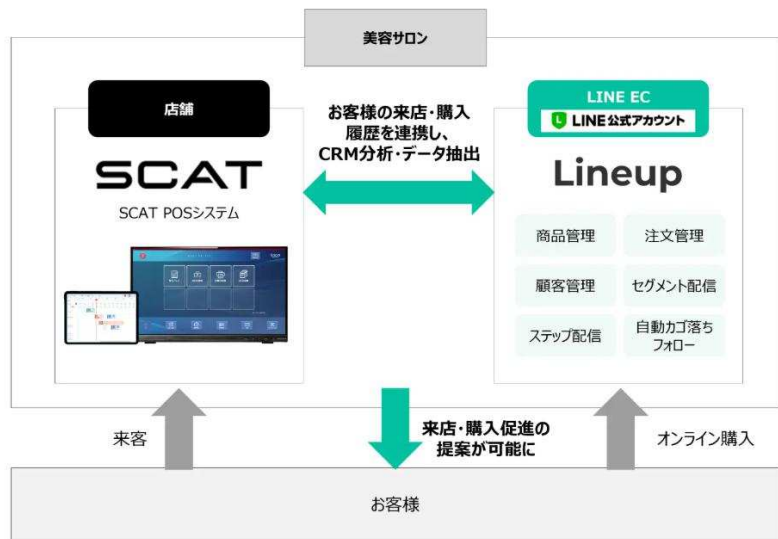 美容サロン
店舗
SCAT
SCAT POSシステム
お客様の来店・購入
履歴を連携し、
CRM分析・データ抽出
LINE EC
LINE公式アカウント
Lineup
商品管理
注文管理
顧客管理
セグメント配信
ステップ配信
自動カゴ落ち
フォロー
来客
来店・購入促進の
提案が可能に
オンライン購入
お客様